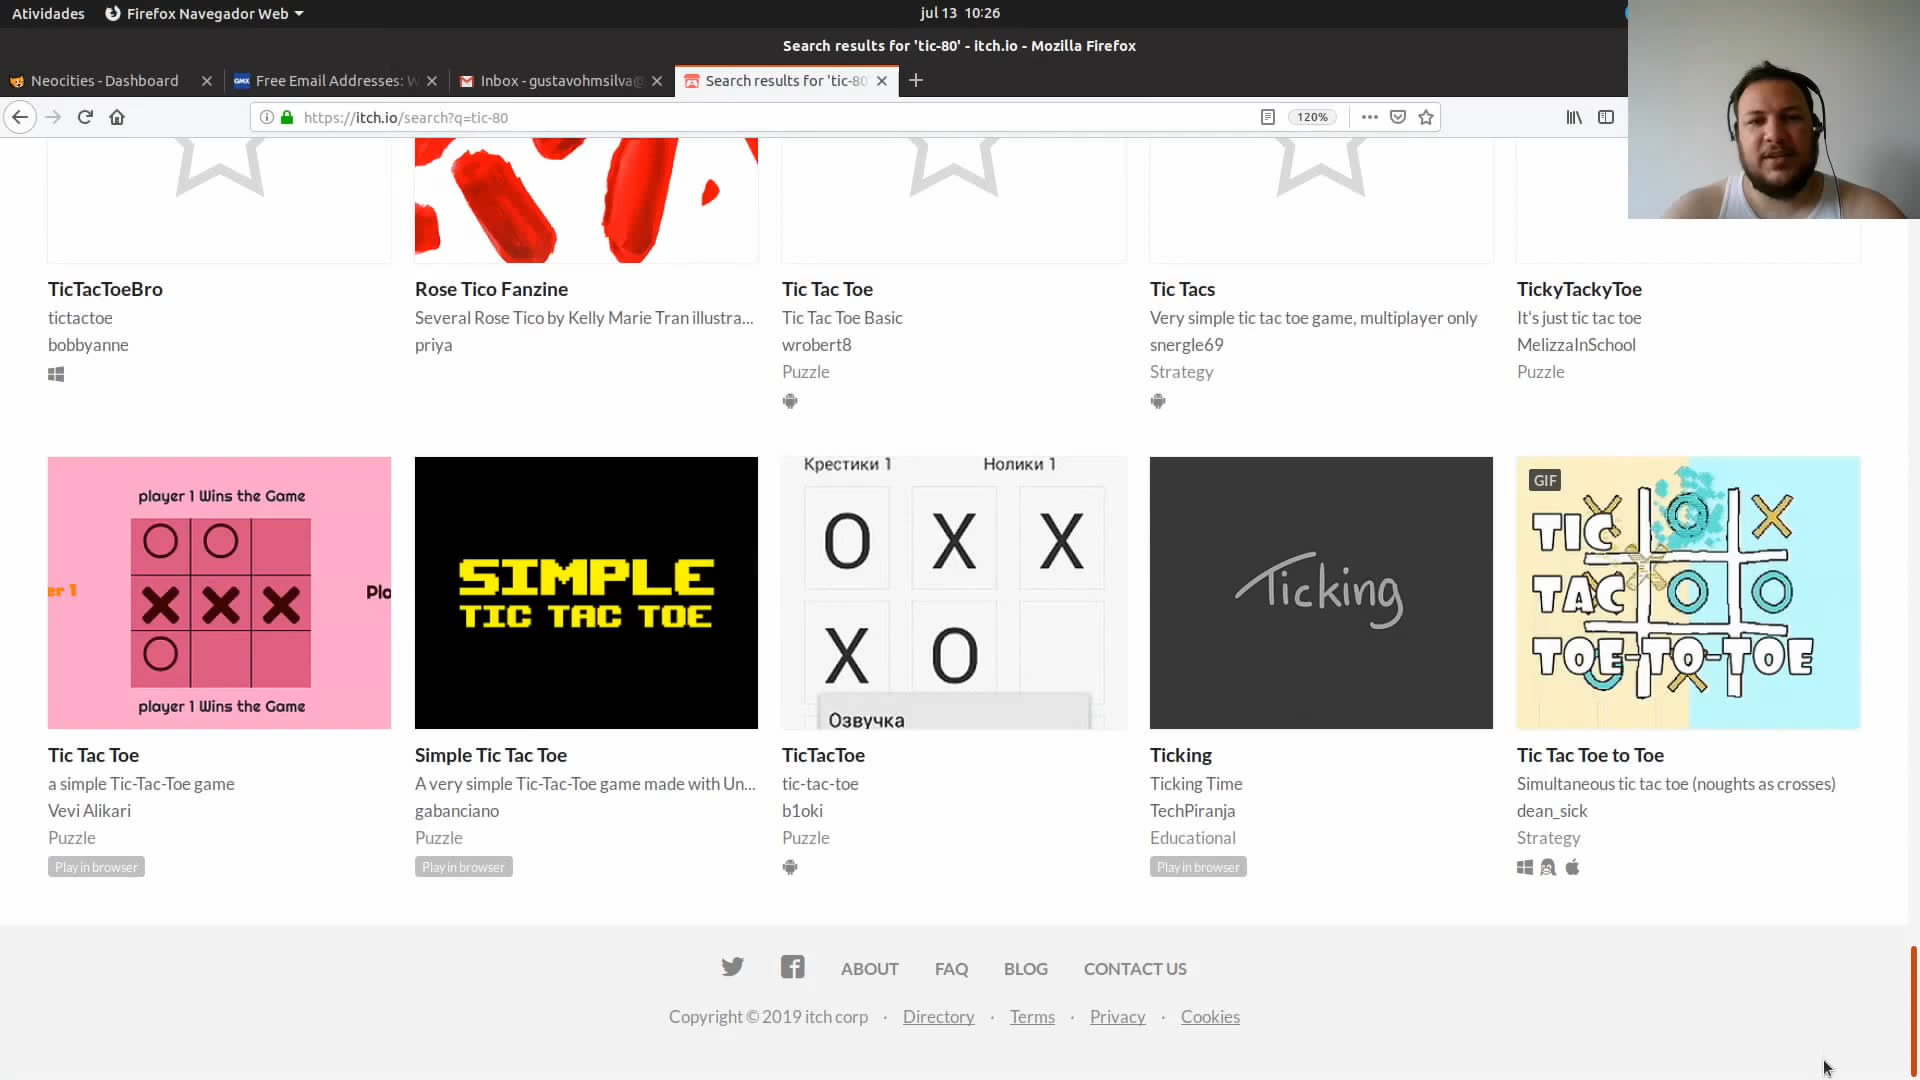 Atividades
Firefox Navegador Web
jul 13 10:26
Search results for 'tic-80' - itch.io - Mozilla Firefox
Neocities - Dashboard
GMX
Free Email Addresses: W
Inbox - gustavohmsilva@
Search results for 'tic-80'
https://itch.io/search?q=tic-80
120%
TicTacToeBro
tictactoe
bobbyanne
Rose Tico Fanzine
Several Rose Tico by Kelly Marie Tran illustra...
priya
Tic Tac Toe
Tic Tac Toe Basic
wrobert8
Puzzle
Tic Tacs
Very simple tic tac toe game, multiplayer only
snergle69
Strategy
TickyTackyToe
It's just tic tac toe
MelizzaInSchool
Puzzle
player 1 Wins the Game
er 1
Pla
player 1 Wins the Game
SIMPLE
TIC TAC TOE
Крестики 1
Нолики 1
O X X
X O
Озвучка
Ticking
GIF
TIC
TAC
TOE-TO-TOE
Tic Tac Toe
a simple Tic-Tac-Toe game
Vevi Alikari
Puzzle
Play in browser
Simple Tic Tac Toe
A very simple Tic-Tac-Toe game made with Un...
gabanciano
Puzzle
Play in browser
TicTacToe
tic-tac-toe
b1oki
Puzzle
Ticking
Ticking Time
TechPiranja
Educational
Play in browser
Tic Tac Toe to Toe
Simultaneous tic tac toe (noughts as crosses)
dean_sick
Strategy
ABOUT
FAQ
BLOG
CONTACT US
Copyright © 2019 itch corp · Directory · Terms · Privacy · Cookies